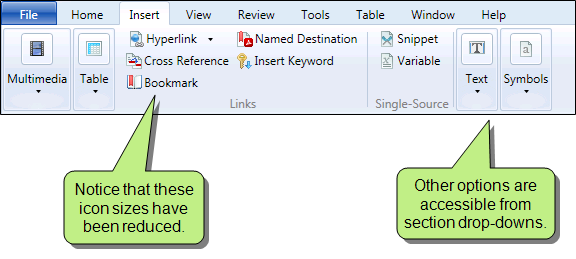 File Home Insert View Review Tools Table Window Help
Hyperlink Named Destination Snippet
Cross Reference Insert Keyword Variable
Multimedia Table Bookmark Text Symbols
Links Single-Source
Notice that these
icon sizes have
been reduced.
Other options are
accessible from
section drop-downs.